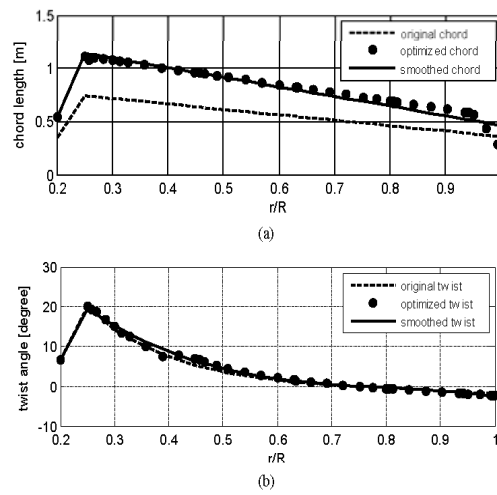 1.5
1
0.5
0
chord length [m]
original chord
optimized chord
smoothed chord
0.2 0.3 0.4 0.5 0.6 0.7 0.8 0.9
r/R
(a)
30
20
10
0
-10
twist angle [degree]
original twist
optimized twist
smoothed twist
0.2 0.3 0.4 0.5 0.6 0.7 0.8 0.9 1
r/R
(b)